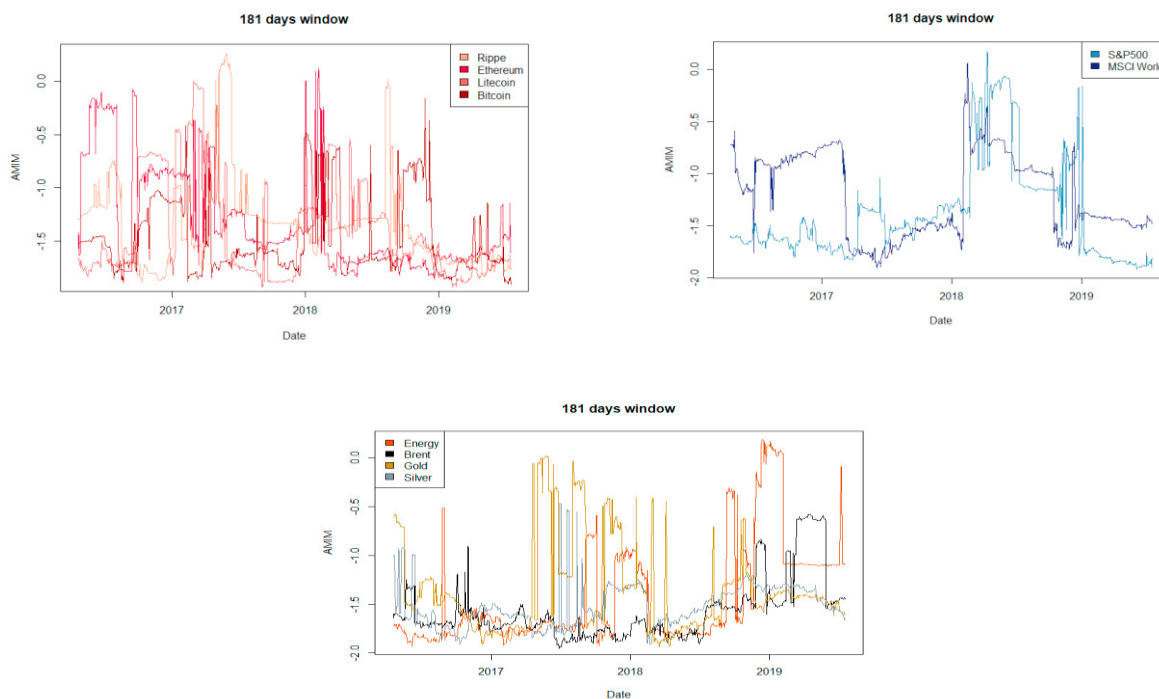 181 days window
Rippe
Ethereum
Litecoin
Bitcoin
AMIM
0.0
-0.5
-1.0
-1.5
2017 2018 2019
Date
181 days window
S&P500
MSCI World
AMIM
0.0
-0.5
-1.0
-1.5
-2.0
2017 2018 2019
Date
181 days window
Energy
Brent
Gold
Silver
AMIM
0.0
-0.5
-1.0
-1.5
-2.0
2017 2018 2019
Date